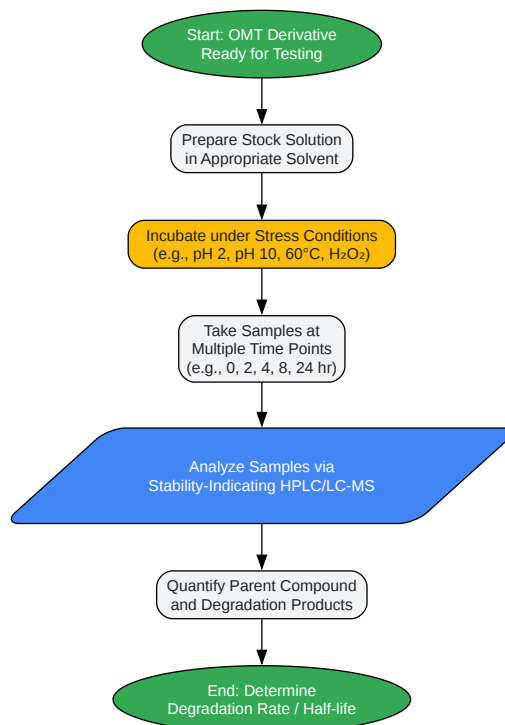 Start: OMT Derivative
Ready for Testing
Prepare Stock Solution
in Appropriate Solvent
Incubate under Stress Conditions
(e.g., pH 2, pH 10, 60°C, H₂O₂)
Take Samples at
Multiple Time Points
(e.g., 0, 2, 4, 8, 24 hr)
Analyze Samples via
Stability-Indicating HPLC/LC-MS
Quantify Parent Compound
and Degradation Products
End: Determine
Degradation Rate / Half-life